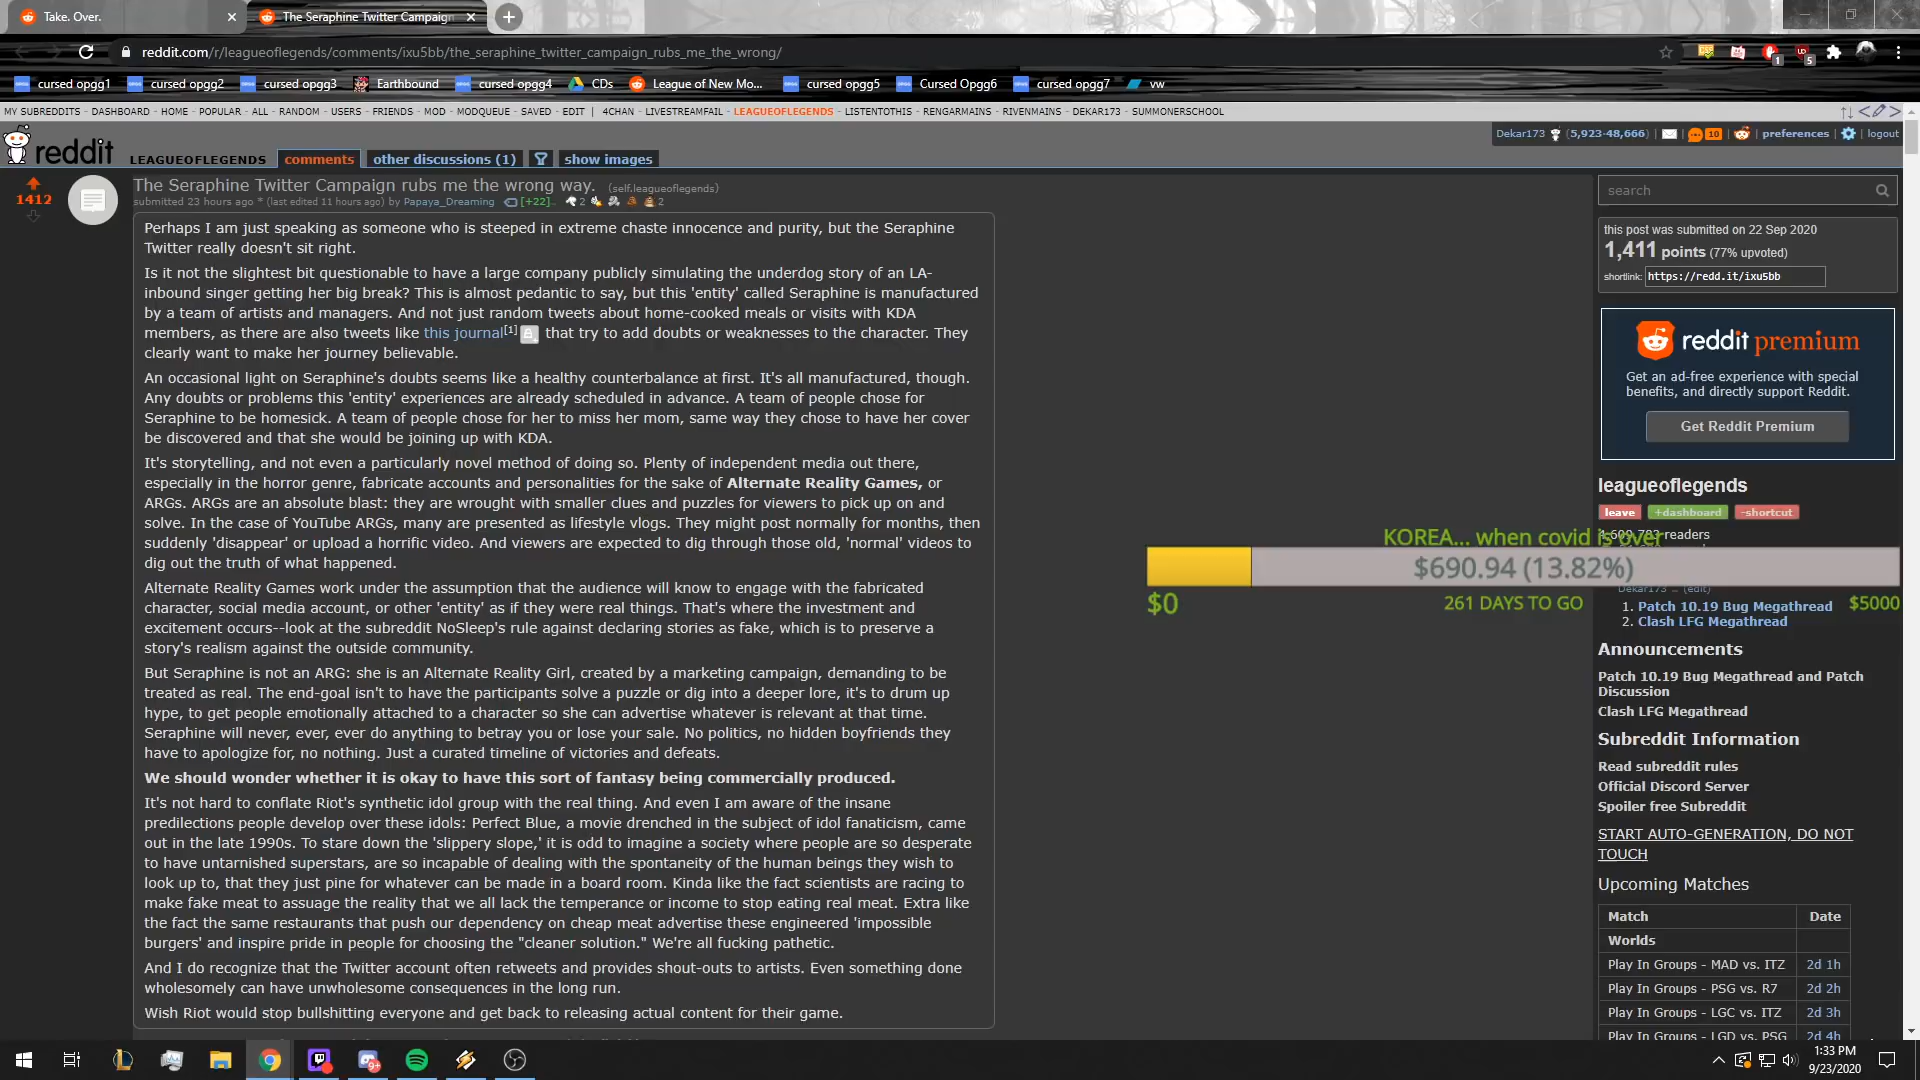 Take. Over.
The Seraphine Twitter Campaign
reddit.com/r/leagueoflegends/comments/ixu5bb/the_seraphine_twitter_campaign_rubs_me_the_wrong/
1
5
cursed opgg1
cursed opgg2
cursed opgg3
Earthbound
cursed opgg4
CDs
League of New Mo...
cursed opgg5
Cursed Opgg6
cursed opgg7
vw
MY SUBREDDITS - DASHBOARD - HOME - POPULAR - ALL - RANDOM - USERS - FRIENDS - MOD - MODQUEUE - SAVED - EDIT | 4CHAN - LIVESTREAMFAIL - LEAGUEOFLEGENDS - LISTENTOTHIS - RENGARMAINS - RIVENMAINS - DEKAR173 - SUMMONERSCHOOL
Dekar173 (5,923·48,666) | 10 | preferences | logout
reddit LEAGUEOFLEGENDS comments other discussions (1) show images
1412
The Seraphine Twitter Campaign rubs me the wrong way. (self.leagueoflegends)
submitted 23 hours ago * (last edited 11 hours ago) by Papaya_Dreaming [+22] 2 2
Perhaps I am just speaking as someone who is steeped in extreme chaste innocence and purity, but the Seraphine
Twitter really doesn't sit right.
Is it not the slightest bit questionable to have a large company publicly simulating the underdog story of an LA-
inbound singer getting her big break? This is almost pedantic to say, but this 'entity' called Seraphine is manufactured
by a team of artists and managers. And not just random tweets about home-cooked meals or visits with KDA
members, as there are also tweets like this journal[1] that try to add doubts or weaknesses to the character. They
clearly want to make her journey believable.
An occasional light on Seraphine's doubts seems like a healthy counterbalance at first. It's all manufactured, though.
Any doubts or problems this 'entity' experiences are already scheduled in advance. A team of people chose for
Seraphine to be homesick. A team of people chose for her to miss her mom, same way they chose to have her cover
be discovered and that she would be joining up with KDA.
It's storytelling, and not even a particularly novel method of doing so. Plenty of independent media out there,
especially in the horror genre, fabricate accounts and personalities for the sake of Alternate Reality Games, or
ARGs. ARGs are an absolute blast: they are wrought with smaller clues and puzzles for viewers to pick up on and
solve. In the case of YouTube ARGs, many are presented as lifestyle vlogs. They might post normally for months, then
suddenly 'disappear' or upload a horrific video. And viewers are expected to dig through those old, 'normal' videos to
dig out the truth of what happened.
Alternate Reality Games work under the assumption that the audience will know to engage with the fabricated
character, social media account, or other 'entity' as if they were real things. That's where the investment and
excitement occurs--look at the subreddit NoSleep's rule against declaring stories as fake, which is to preserve a
story's realism against the outside community.
But Seraphine is not an ARG: she is an Alternate Reality Girl, created by a marketing campaign, demanding to be
treated as real. The end-goal isn't to have the participants solve a puzzle or dig into a deeper lore, it's to drum up
hype, to get people emotionally attached to a character so she can advertise whatever is relevant at that time.
Seraphine will never, ever, ever do anything to betray you or lose your sale. No politics, no hidden boyfriends they
have to apologize for, no nothing. Just a curated timeline of victories and defeats.
We should wonder whether it is okay to have this sort of fantasy being commercially produced.
It's not hard to conflate Riot's synthetic idol group with the real thing. And even I am aware of the insane
predilections people develop over these idols: Perfect Blue, a movie drenched in the subject of idol fanaticism, came
out in the late 1990s. To stare down the 'slippery slope,' it is odd to imagine a society where people are so desperate
to have untarnished superstars, are so incapable of dealing with the spontaneity of the human beings they wish to
look up to, that they just pine for whatever can be made in a board room. Kinda like the fact scientists are racing to
make fake meat to assuage the reality that we all lack the temperance or income to stop eating real meat. Extra like
the fact the same restaurants that push our dependency on cheap meat advertise these engineered 'impossible
burgers' and inspire pride in people for choosing the "cleaner solution." We're all fucking pathetic.
And I do recognize that the Twitter account often retweets and provides shout-outs to artists. Even something done
wholesomely can have unwholesome consequences in the long run.
Wish Riot would stop bullshitting everyone and get back to releasing actual content for their game.
search
this post was submitted on 22 Sep 2020
1,411 points (77% upvoted)
shortlink: https://redd.it/ixu5bb
reddit premium
Get an ad-free experience with special
benefits, and directly support Reddit.
Get Reddit Premium
leagueoflegends
leave +dashboard -shortcut
readers
KOREA... when covid is over
$690.94 (13.82%)
$0
261 DAYS TO GO
$5000
Dekar173 (edit)
1. Patch 10.19 Bug Megathread
2. Clash LFG Megathread
Announcements
Patch 10.19 Bug Megathread and Patch
Discussion
Clash LFG Megathread
Subreddit Information
Read subreddit rules
Official Discord Server
Spoiler free Subreddit
START AUTO-GENERATION, DO NOT
TOUCH
Upcoming Matches
Match Date
Worlds
Play In Groups - MAD vs. ITZ 2d 1h
Play In Groups - PSG vs. R7 2d 2h
Play In Groups - LGC vs. ITZ 2d 3h
Play In Groups - LGD vs. PSG 2d 4h
9+
1:33 PM
9/23/2020